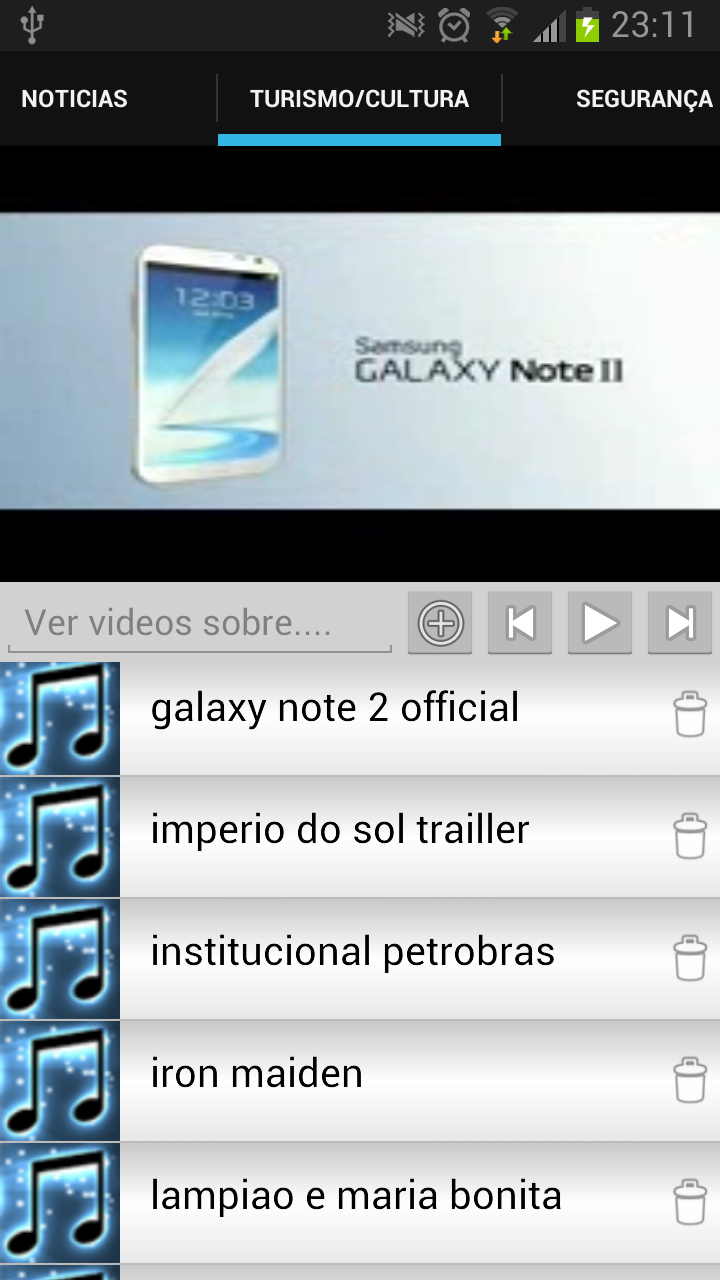 23:11
NOTICIAS
TURISMO/CULTURA
SEGURANÇA
12:03
Samsung
GALAXY Note II
Ver videos sobre....
galaxy note 2 official
imperio do sol trailler
institucional petrobras
iron maiden
lampiao e maria bonita